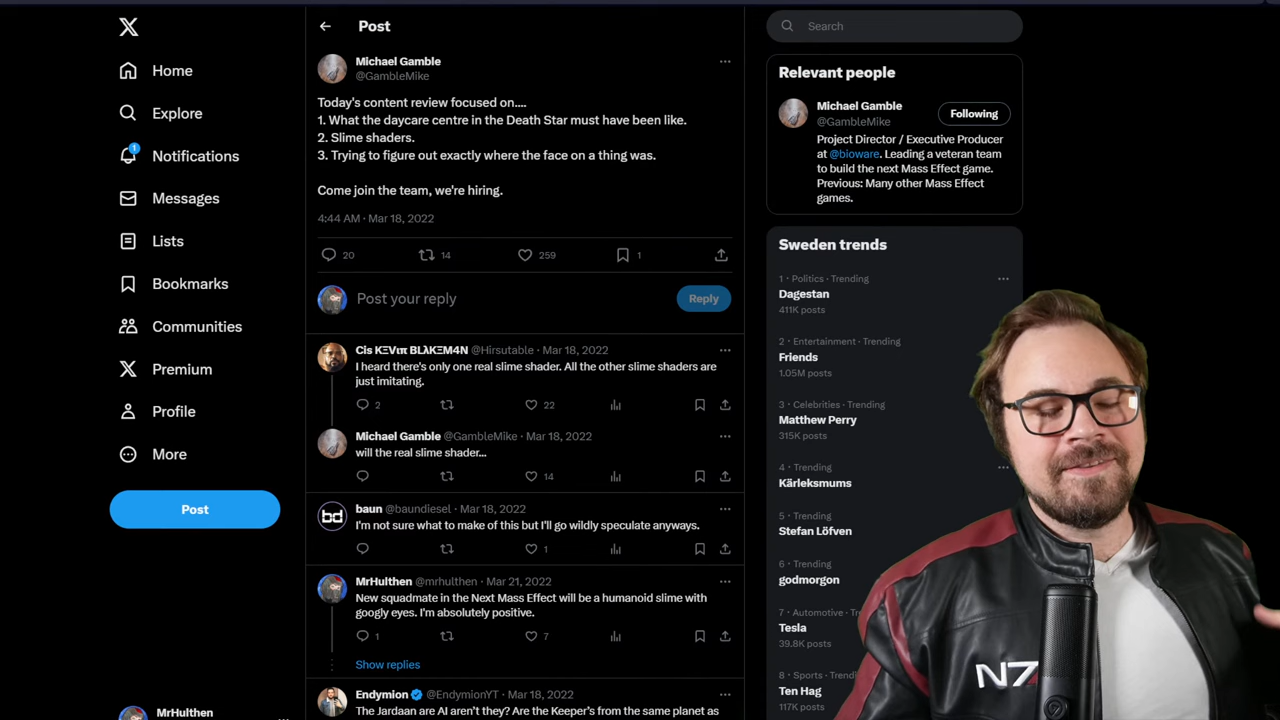 Home
Explore
1
Notifications
Messages
Lists
Bookmarks
Communities
Premium
Profile
More
Post
MrHulthen
Post
Michael Gamble
@GambleMike
Today's content review focused on....
1. What the daycare centre in the Death Star must have been like.
2. Slime shaders.
3. Trying to figure out exactly where the face on a thing was.
Come join the team, we're hiring.
4:44 AM · Mar 18, 2022
20 14 259 1
Post your reply
Reply
Cis KΞVιπ BLλKΞM4N @Hirsutable · Mar 18, 2022
I heard there's only one real slime shader. All the other slime shaders are
just imitating.
2 22
Michael Gamble @GambleMike · Mar 18, 2022
will the real slime shader...
14
bd
baun @baundiesel · Mar 18, 2022
I'm not sure what to make of this but I'll go wildly speculate anyways.
1
MrHulthen @mrhulthen · Mar 21, 2022
New squadmate in the Next Mass Effect will be a humanoid slime with
googly eyes. I'm absolutely positive.
1 7
Show replies
Endymion @EndymionYT · Mar 18, 2022
The Jardaan are AI aren't they? Are the Keeper's from the same planet as
Search
Relevant people
Michael Gamble
@GambleMike
Following
Project Director / Executive Producer
at @bioware. Leading a veteran team
to build the next Mass Effect game.
Previous: Many other Mass Effect
games.
Sweden trends
1 · Politics · Trending
Dagestan
411K posts
2 · Entertainment · Trending
Friends
1.05M posts
3 · Celebrities · Trending
Matthew Perry
315K posts
4 · Trending
Kärleksmums
5 · Trending
Stefan Löfven
6 · Trending
godmorgon
7 · Automotive ·
Tesla
39.8K posts
8 · Sports ·
Ten Hag
117K posts
N7